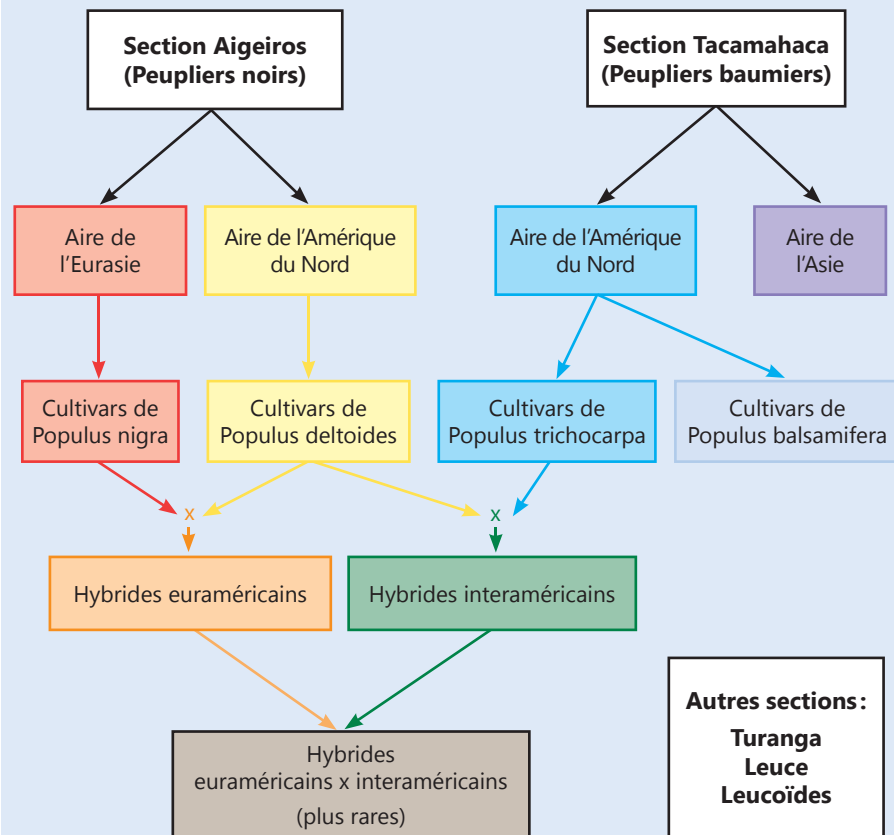 Section Aigeiros
(Peupliers noirs)
Section Tacamahaca
(Peupliers baumiers)
Aire de
l'Eurasie
Aire de l'Amérique
du Nord
Aire de l'Amérique
du Nord
Aire de
l'Asie
Cultivars de
Populus nigra
Cultivars de
Populus deltoides
Cultivars de
Populus trichocarpa
Cultivars de
Populus balsamifera
x
x
Hybrides euraméricains
Hybrides interaméricains
Hybrides
euraméricains x interaméricains
(plus rares)
Autres sections :
Turanga
Leuce
Leucoïdes